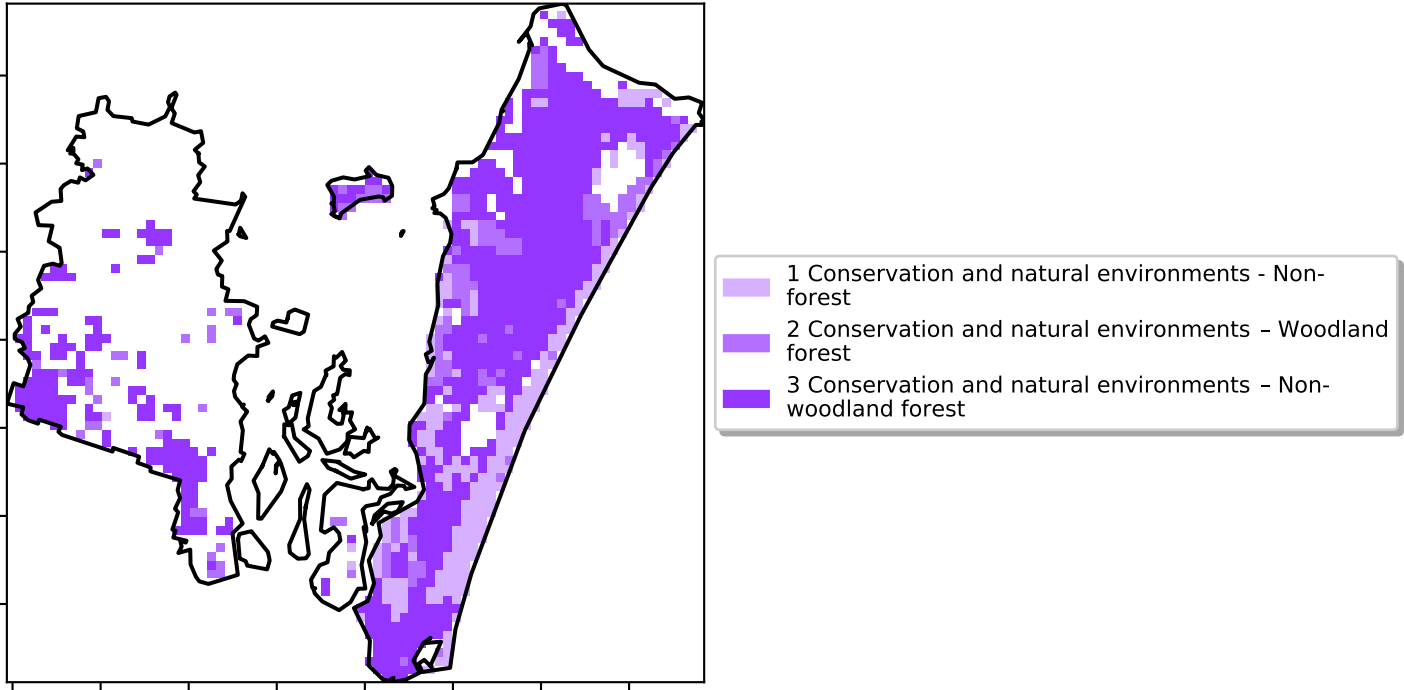 1 Conservation and natural environments - Non-
forest
2 Conservation and natural environments – Woodland
forest
3 Conservation and natural environments – Non-
woodland forest